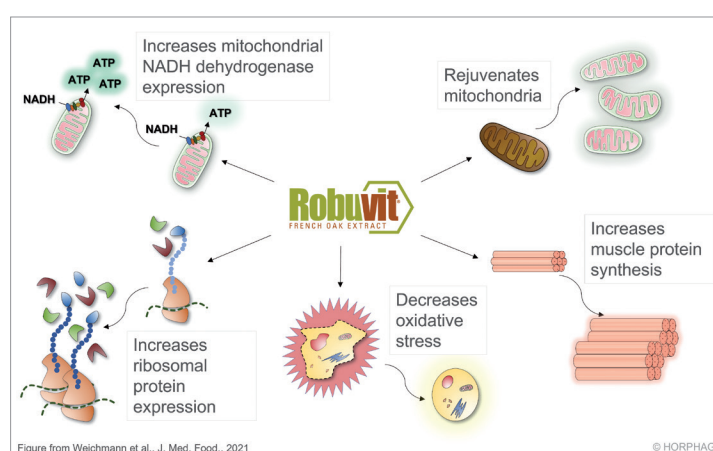 Increases mitochondrial
NADH dehydrogenase
expression
ATP
ATP
ATP
NADH
ATP
NADH
Rejuvenates
mitochondria
Robuvit®
FRENCH OAK EXTRACT
Increases
muscle protein
synthesis
Decreases
oxidative
stress
Increases
ribosomal
protein
expression
Figure from Weichmann et al., J. Med. Food., 2021
© HORPHAG